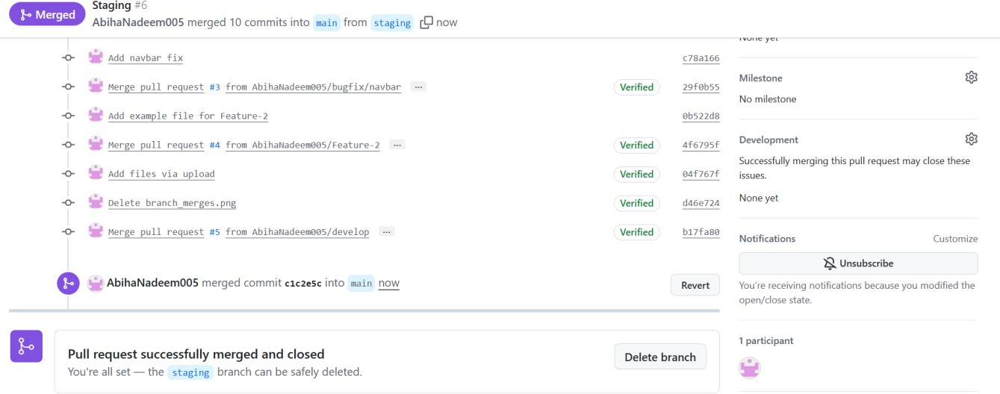 Merged
Staging #6
AbihaNadeem005 merged 10 commits into main from staging now
Add navbar fix c78a166
Merge pull request #3 from AbihaNadeem005/bugfix/navbar ... Verified 29f0b55
Add example file for Feature-2 0b522d8
Merge pull request #4 from AbihaNadeem005/Feature-2 ... Verified 4f6795f
Add files via upload Verified 04f767f
Delete branch_merges.png Verified d46e724
Merge pull request #5 from AbihaNadeem005/develop ... Verified b17fa80
AbihaNadeem005 merged commit c1c2e5c into main now Revert
Pull request successfully merged and closed
You're all set — the staging branch can be safely deleted.
Delete branch
None yet
Milestone
No milestone
Development
Successfully merging this pull request may close these
issues.
None yet
Notifications Customize
Unsubscribe
You're receiving notifications because you modified the
open/close state.
1 participant